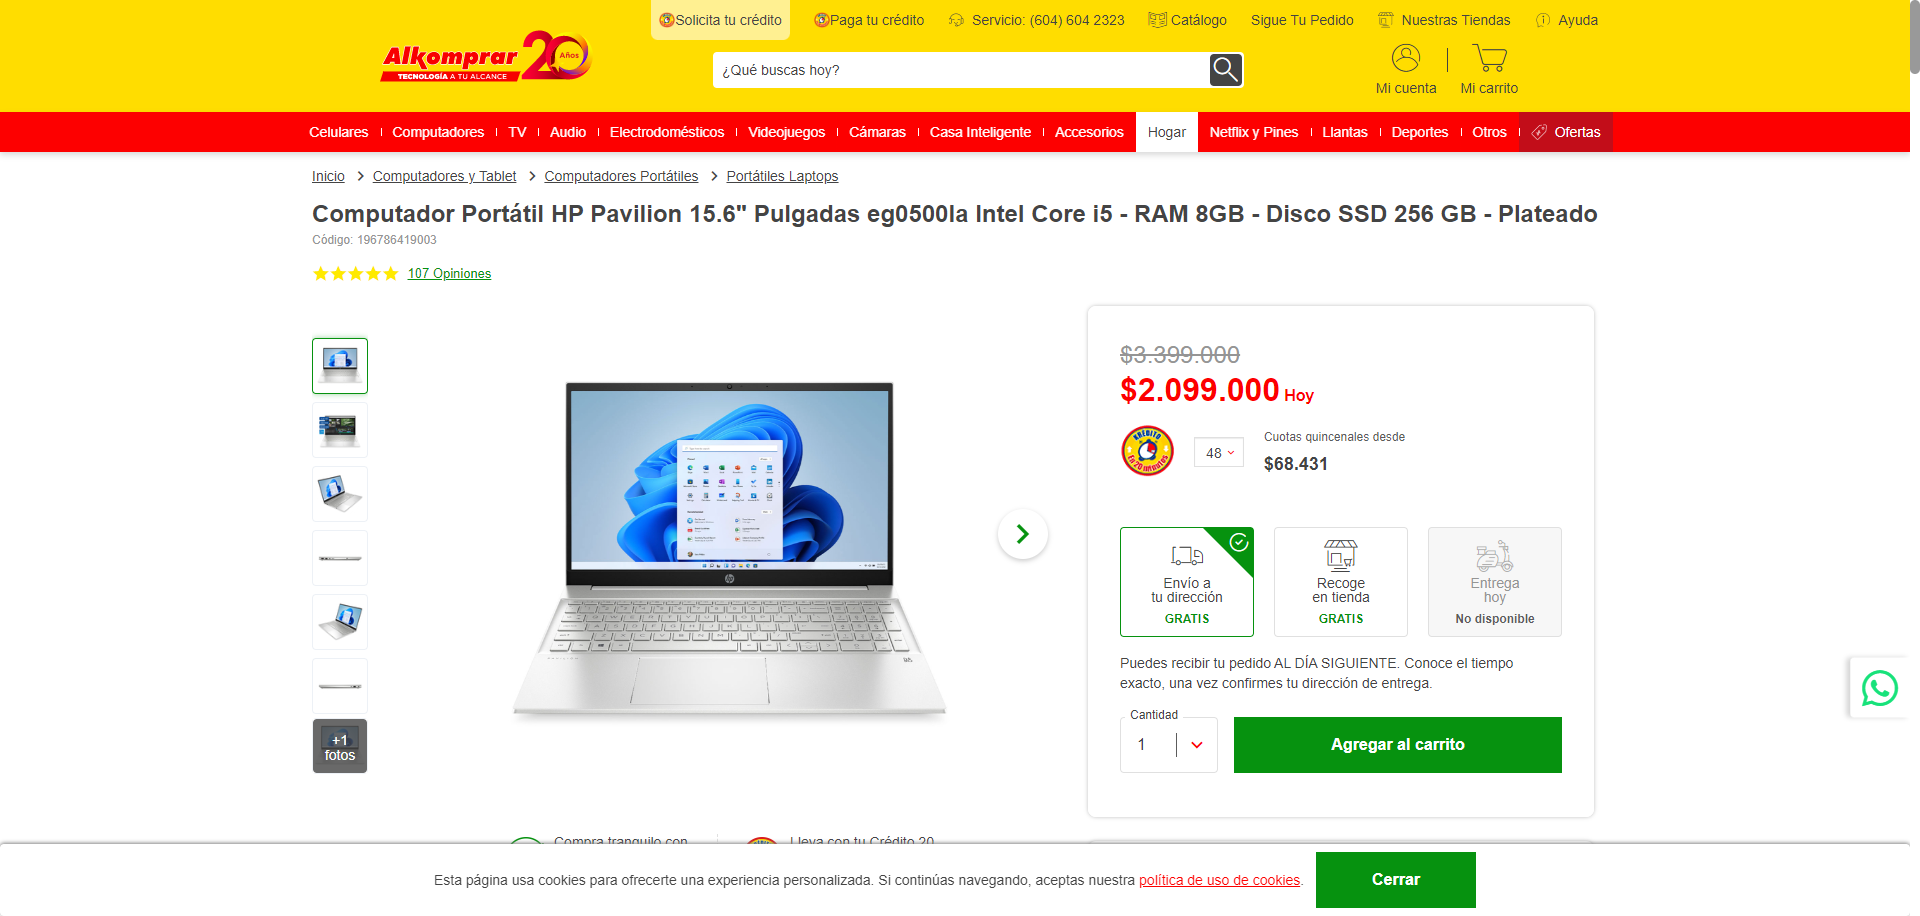 Solicita tu crédito
Paga tu crédito
Servicio: (604) 604 2323
Catálogo
Sigue Tu Pedido
Nuestras Tiendas
Ayuda
Alkomprar 20 Años
TECNOLOGÍA A TU ALCANCE
¿Qué buscas hoy?
Mi cuenta
Mi carrito
Celulares
Computadores
TV
Audio
Electrodomésticos
Videojuegos
Cámaras
Casa Inteligente
Accesorios
Hogar
Netflix y Pines
Llantas
Deportes
Otros
Ofertas
Inicio
Computadores y Tablet
Computadores Portátiles
Portátiles Laptops
Computador Portátil HP Pavilion 15.6" Pulgadas eg0500la Intel Core i5 - RAM 8GB - Disco SSD 256 GB - Plateado
Código: 196786419003
107 Opiniones
+1
fotos
$3.399.000
$2.099.000 Hoy
KRÉDITO
En 20 minutos
48
Cuotas quincenales desde
$68.431
Envío a
tu dirección
GRATIS
Recoge
en tienda
GRATIS
Entrega
hoy
No disponible
Puedes recibir tu pedido AL DÍA SIGUIENTE. Conoce el tiempo
exacto, una vez confirmes tu dirección de entrega.
Cantidad
1
Agregar al carrito
Compra tranquilo con
Lleva con tu Crédito 20
Esta página usa cookies para ofrecerte una experiencia personalizada. Si continúas navegando, aceptas nuestra política de uso de cookies.
Cerrar